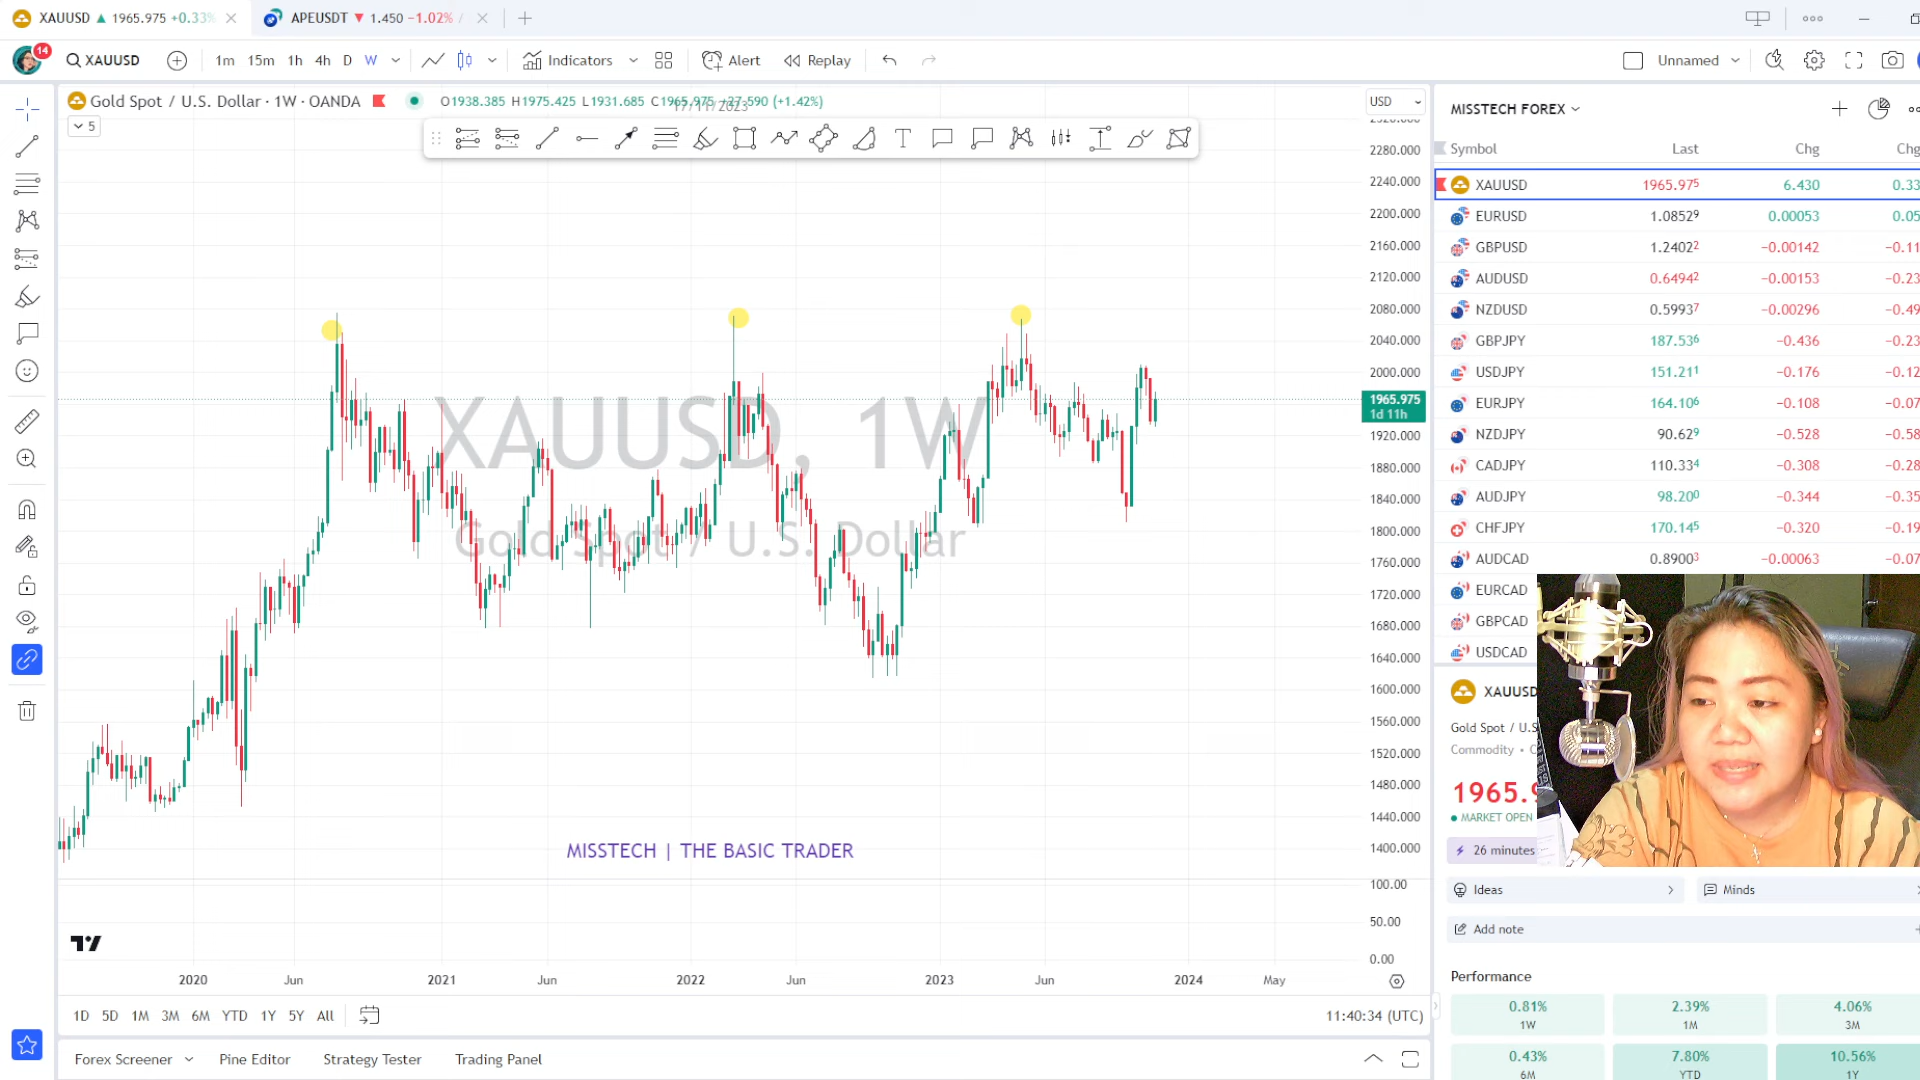 XAUUSD ▲ 1965.975 +0.33%
APEUSDT ▼ 1.450 −1.02% /
14
XAUUSD
1m 15m 1h 4h D W
Indicators
Alert
Replay
Unnamed
Gold Spot / U.S. Dollar · 1W · OANDA
O1938.385 H1975.425 L1931.685 C1965.975 +27.590 (+1.42%)
5
USD
XAUUSD, 1W
Gold Spot / U.S. Dollar
MISSTECH | THE BASIC TRADER
2280.000
2240.000
2200.000
2160.000
2120.000
2080.000
2040.000
2000.000
1965.975
1d 11h
1920.000
1880.000
1840.000
1800.000
1760.000
1720.000
1680.000
1640.000
1600.000
1560.000
1520.000
1480.000
1440.000
1400.000
100.00
50.00
0.00
2020 Jun 2021 Jun 2022 Jun 2023 Jun 2024 May
1D 5D 1M 3M 6M YTD 1Y 5Y All
11:40:34 (UTC)
Forex Screener Pine Editor Strategy Tester Trading Panel
MISSTECH FOREX
Symbol Last Chg Chg
XAUUSD 1965.975 6.430 0.33
EURUSD 1.08529 0.00053 0.05
GBPUSD 1.24022 −0.00142 −0.11
AUDUSD 0.64942 −0.00153 −0.23
NZDUSD 0.59937 −0.00296 −0.49
GBPJPY 187.536 −0.436 −0.23
USDJPY 151.211 −0.176 −0.12
EURJPY 164.106 −0.108 −0.07
NZDJPY 90.629 −0.528 −0.58
CADJPY 110.334 −0.308 −0.28
AUDJPY 98.200 −0.344 −0.35
CHFJPY 170.145 −0.320 −0.19
AUDCAD 0.89003 −0.00063 −0.07
EURCAD
GBPCAD
USDCAD
XAUUSD
Gold Spot / U.S
Commodity •
1965.9
MARKET OPEN
26 minutes
Ideas
Minds
Add note
Performance
0.81% 2.39% 4.06%
1W 1M 3M
0.43% 7.80% 10.56%
6M YTD 1Y